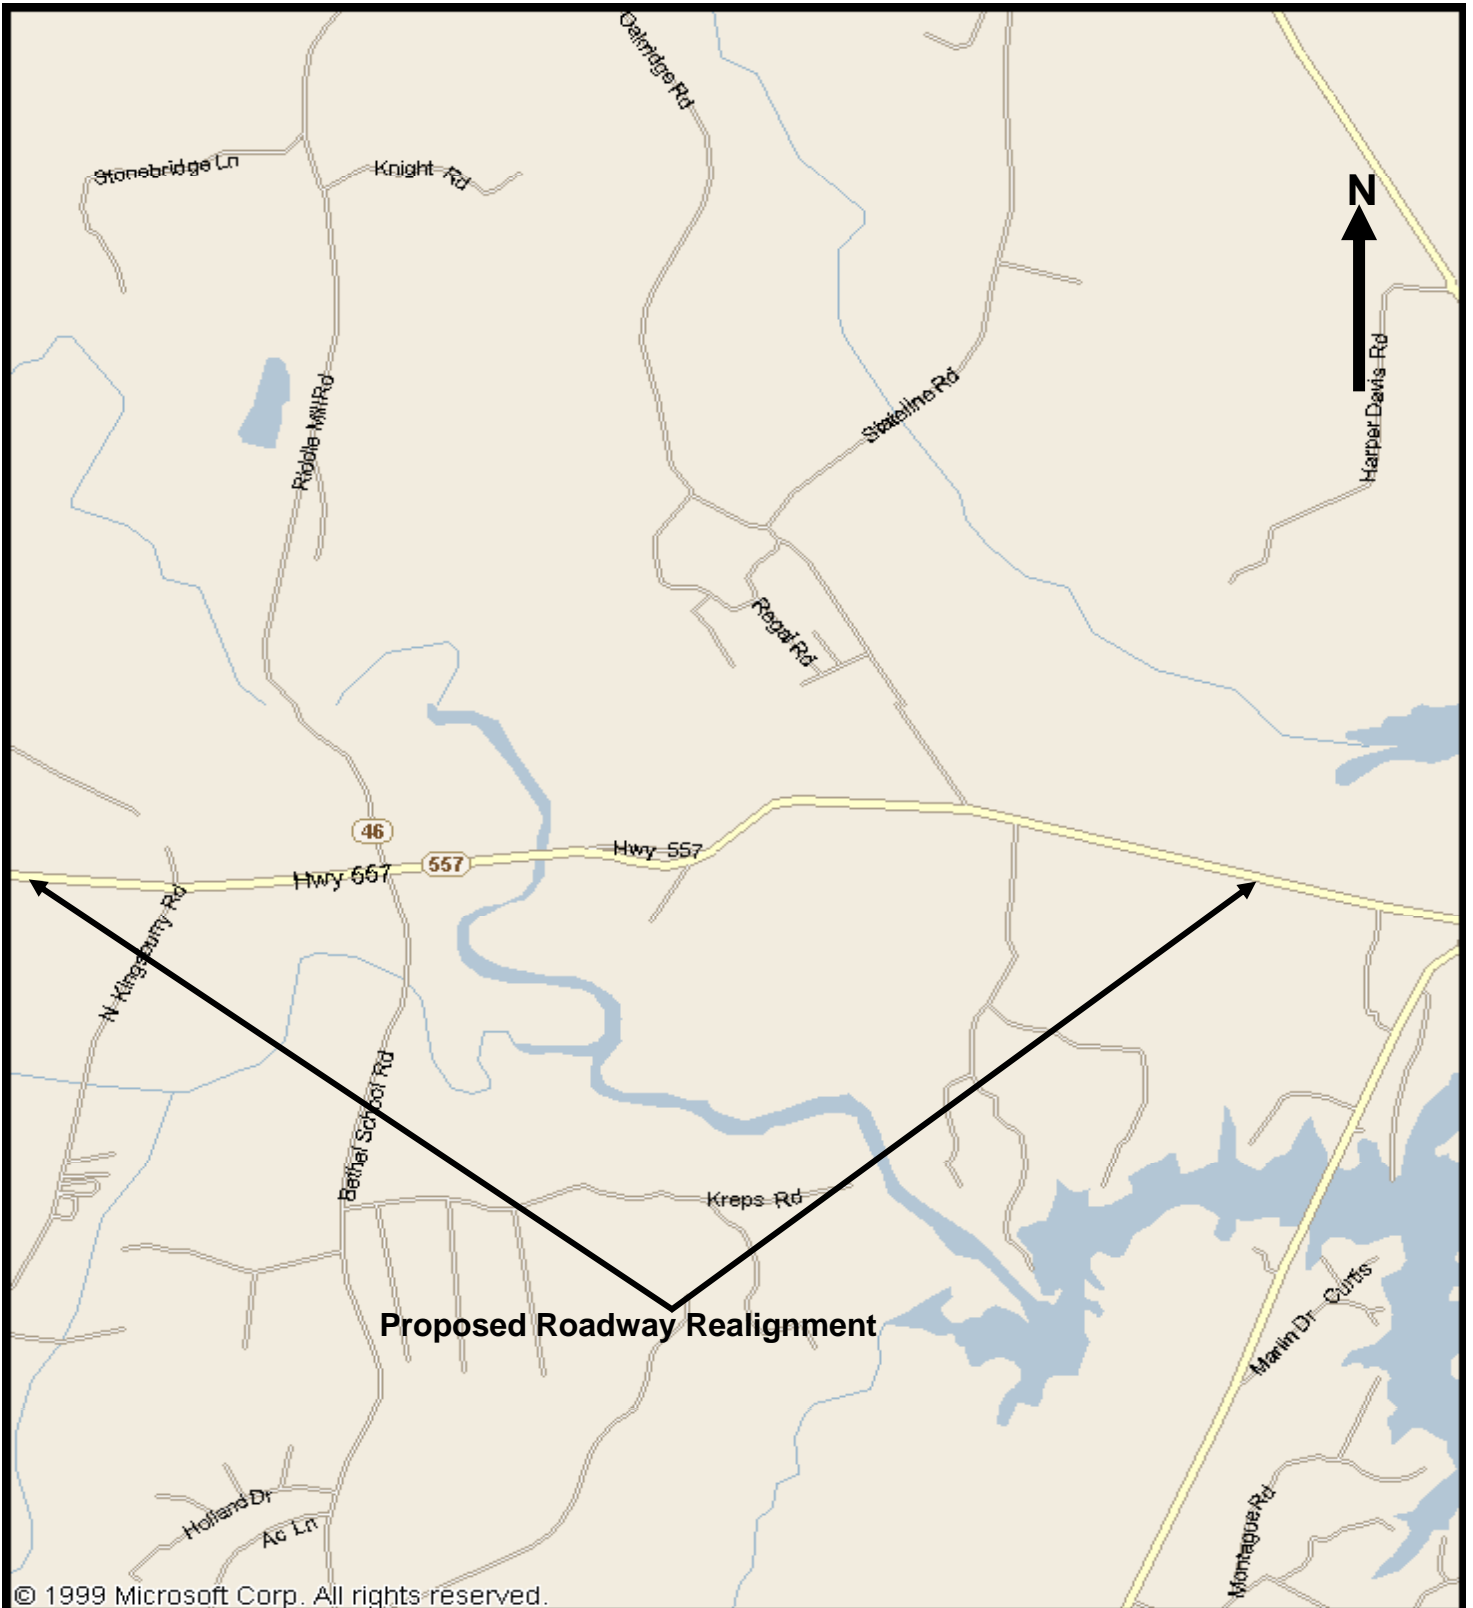 Oakridge Rd
Stonebridge Ln
Knight Rd
N
Harper Davis Rd
Stateline Rd
Riddle Mill Rd
Regal Rd
46
557
Hwy 557
Hwy 557
N Kingsburry Rd
Bethel School Rd
Kreps Rd
Curtis
Marlin Dr
Proposed Roadway Realignment
Holland Dr
Ac Ln
Montague Rd
© 1999 Microsoft Corp. All rights reserved.